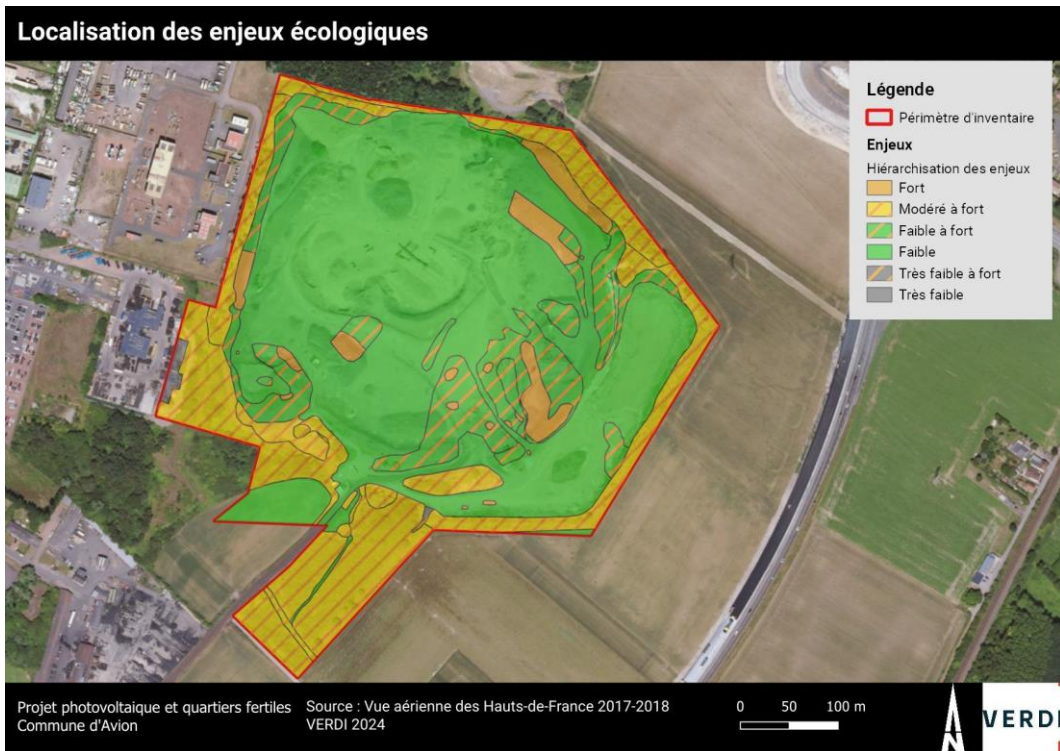 Localisation des enjeux écologiques
Légende
Périmètre d'inventaire
Enjeux
Hiérarchisation des enjeux
Fort
Modéré à fort
Faible à fort
Faible
Très faible à fort
Très faible
Projet photovoltaique et quartiers fertiles
Commune d'Avion
Source : Vue aérienne des Hauts-de-France 2017-2018
VERDI 2024
0 50 100 m
N
VERDI